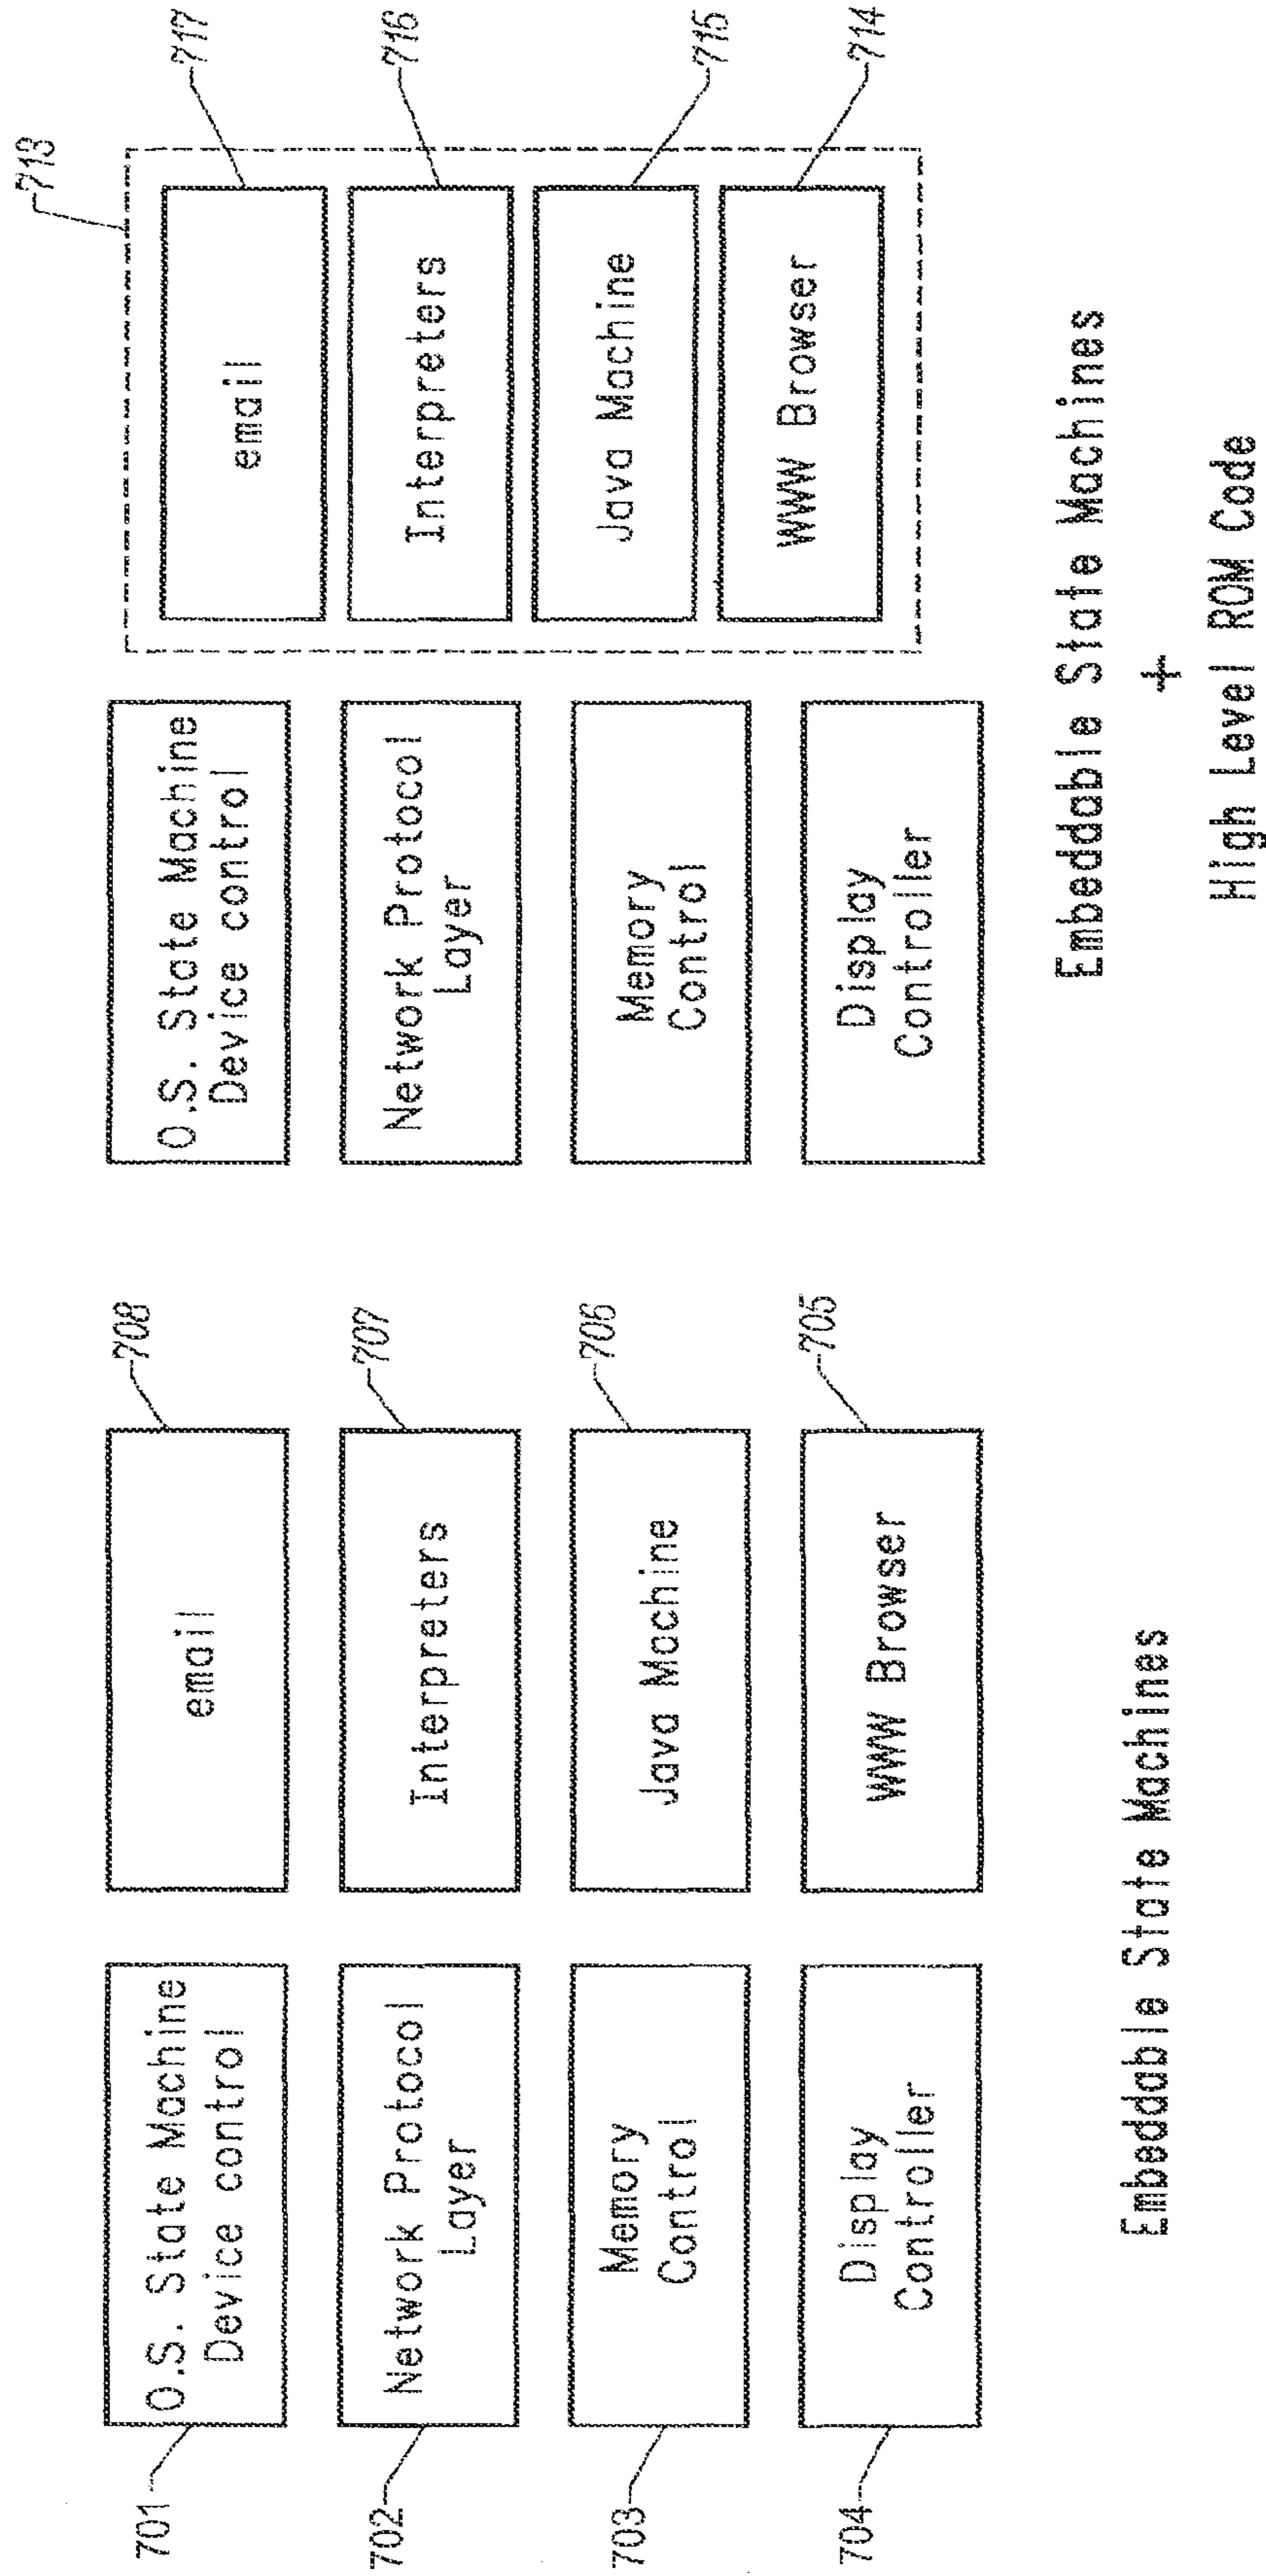 701
O.S. State Machine
Device control
702
Network Protocol
Layer
703
Memory
Control
704
Display
Controller
708
email
707
Interpreters
706
Java Machine
705
WWW Browser
Embeddable State Machines
O.S. State Machine
Device control
Network Protocol
Layer
Memory
Control
Display
Controller
713
717
email
716
Interpreters
715
Java Machine
714
WWW Browser
Embeddable State Machines
+
High Level ROM Code